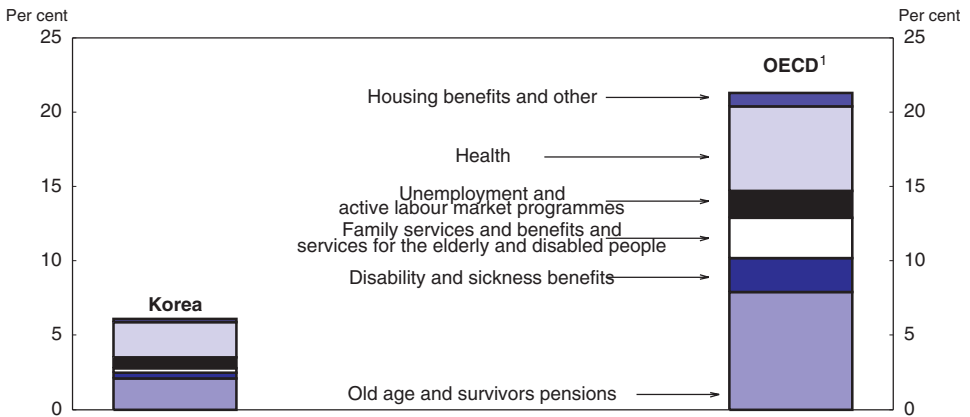 Per cent
Per cent
25
25
OECD1
Housing benefits and other
20
20
Health
15
15
Unemployment and
active labour market programmes
Family services and benefits and
services for the elderly and disabled people
10
10
Disability and sickness benefits
Korea
5
5
Old age and survivors pensions
0
0